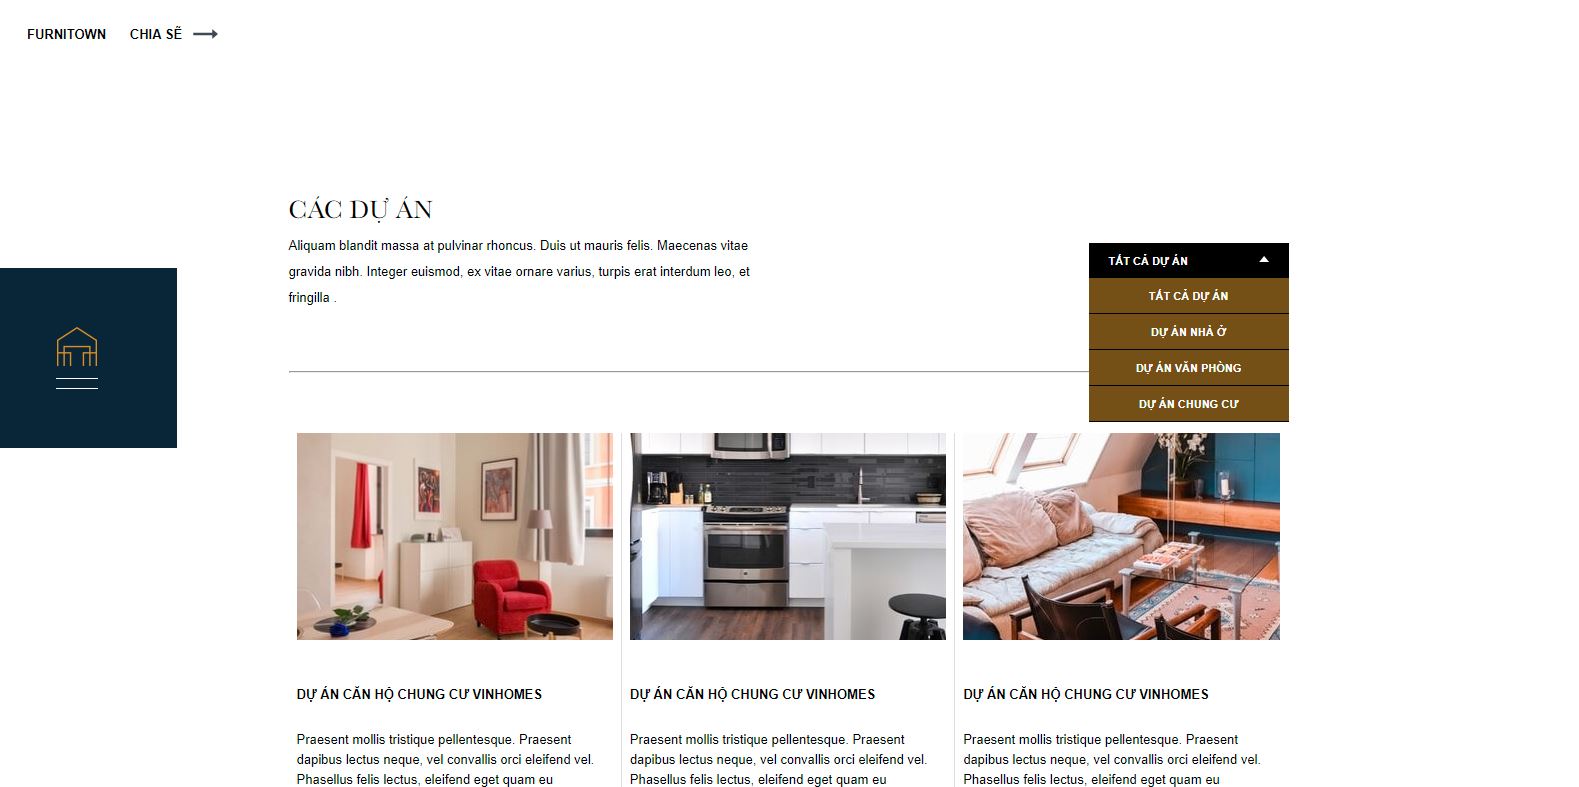 FURNITOWN CHIA SẼ
CÁC DỰ ÁN
Aliquam blandit massa at pulvinar rhoncus. Duis ut mauris felis. Maecenas vitae
gravida nibh. Integer euismod, ex vitae ornare varius, turpis erat interdum leo, et
fringilla .
TẤT CẢ DỰ ÁN
TẤT CẢ DỰ ÁN
DỰ ÁN NHÀ Ở
DỰ ÁN VĂN PHÒNG
DỰ ÁN CHUNG CƯ
DỰ ÁN CĂN HỘ CHUNG CƯ VINHOMES
Praesent mollis tristique pellentesque. Praesent
dapibus lectus neque, vel convallis orci eleifend vel.
Phasellus felis lectus, eleifend eget quam eu
DỰ ÁN CĂN HỘ CHUNG CƯ VINHOMES
Praesent mollis tristique pellentesque. Praesent
dapibus lectus neque, vel convallis orci eleifend vel.
Phasellus felis lectus, eleifend eget quam eu
DỰ ÁN CĂN HỘ CHUNG CƯ VINHOMES
Praesent mollis tristique pellentesque. Praesent
dapibus lectus neque, vel convallis orci eleifend vel.
Phasellus felis lectus, eleifend eget quam eu